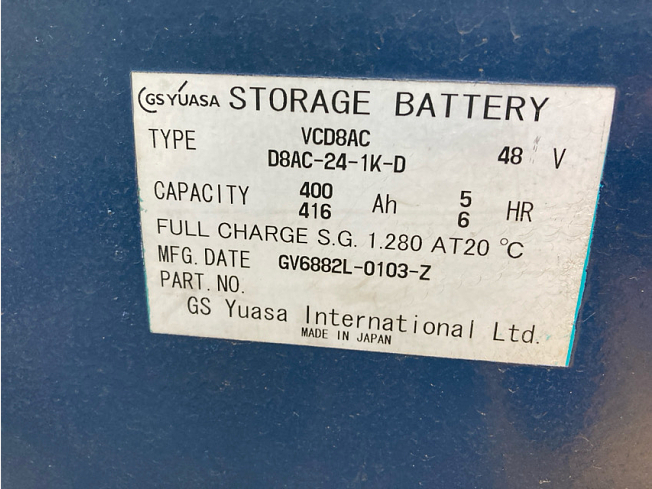 GS YUASA STORAGE BATTERY
TYPE VCD8AC 48 V
D8AC-24-1K-D
CAPACITY 400 Ah 5 HR
416 6
FULL CHARGE S.G. 1.280 AT20 °C
MFG. DATE GV6882L-0103-Z
PART. NO.
GS Yuasa International Ltd.
MADE IN JAPAN